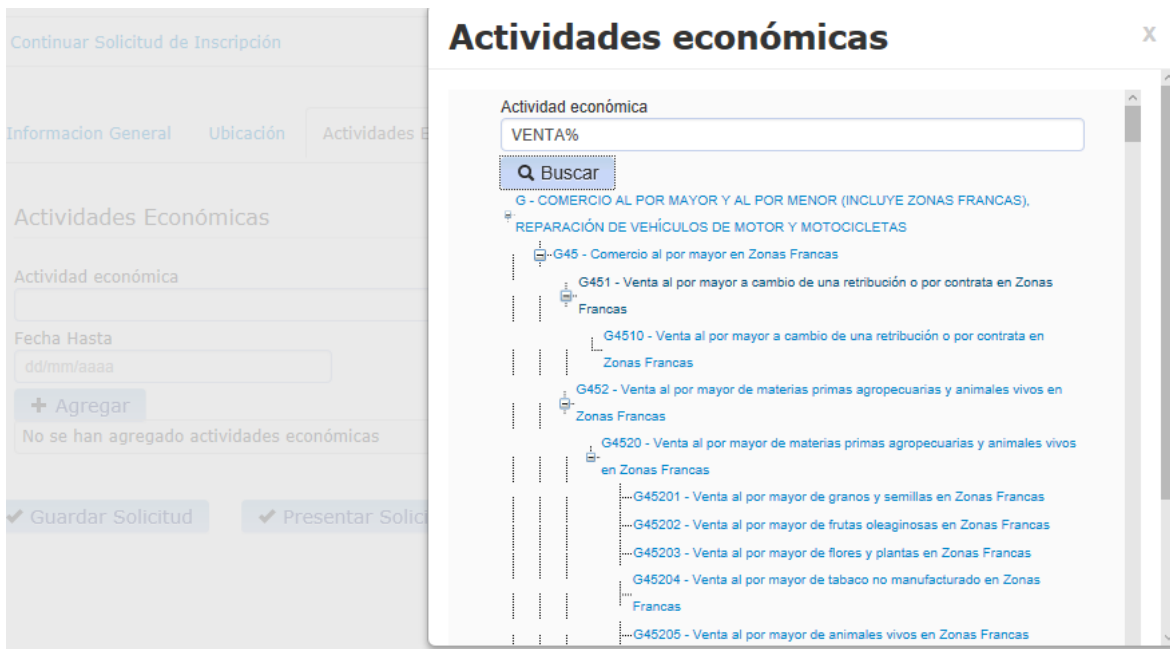 Continuar Solicitud de Inscripción
Informacion General
Ubicación
Actividades E
Actividades Económicas
Actividad económica
Fecha Hasta
dd/mm/aaaa
Agregar
No se han agregado actividades económicas
Guardar Solicitud
Presentar Solici
Actividades económicas
X
Actividad económica
VENTA%
Buscar
G - COMERCIO AL POR MAYOR Y AL POR MENOR (INCLUYE ZONAS FRANCAS),
REPARACIÓN DE VEHÍCULOS DE MOTOR Y MOTOCICLETAS
G45 - Comercio al por mayor en Zonas Francas
G451 - Venta al por mayor a cambio de una retribución o por contrata en Zonas
Francas
G4510 - Venta al por mayor a cambio de una retribución o por contrata en
Zonas Francas
G452 - Venta al por mayor de materias primas agropecuarias y animales vivos en
Zonas Francas
G4520 - Venta al por mayor de materias primas agropecuarias y animales vivos
en Zonas Francas
G45201 - Venta al por mayor de granos y semillas en Zonas Francas
G45202 - Venta al por mayor de frutas oleaginosas en Zonas Francas
G45203 - Venta al por mayor de flores y plantas en Zonas Francas
G45204 - Venta al por mayor de tabaco no manufacturado en Zonas
Francas
G45205 - Venta al por mayor de animales vivos en Zonas Francas